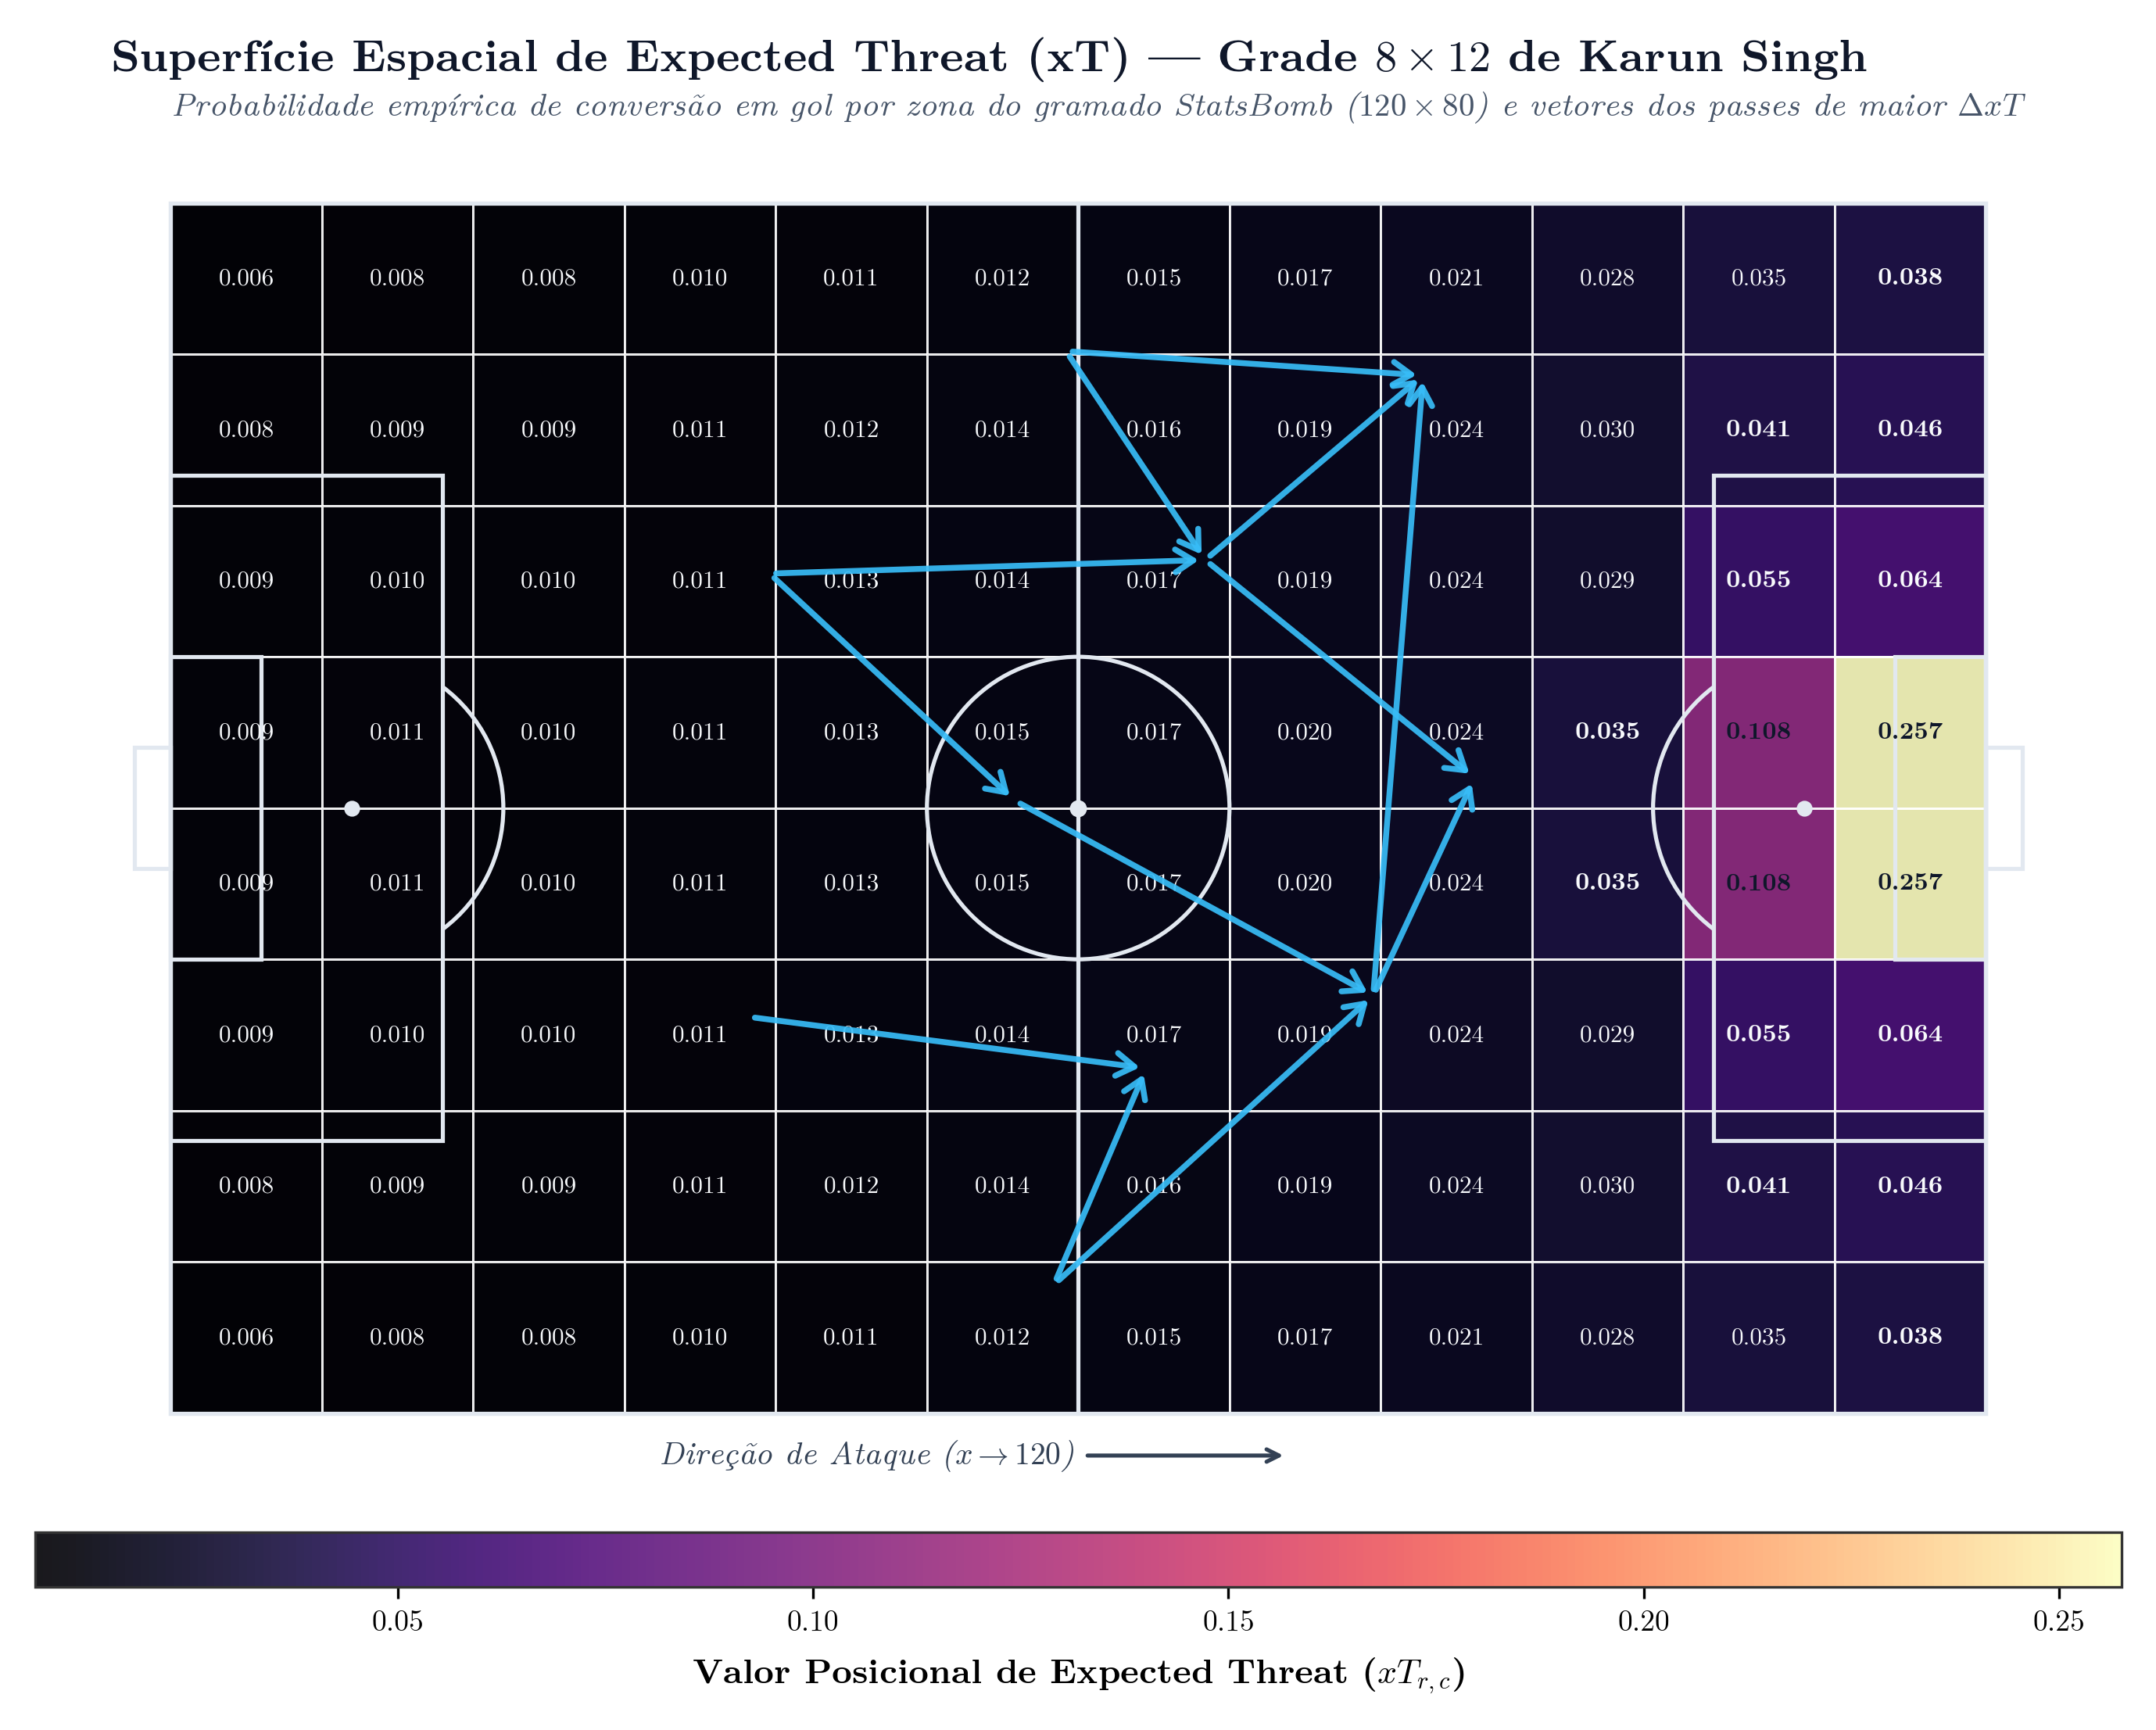 Superfície Espacial de Expected Threat (xT) — Grade 8 × 12 de Karun Singh
Probabilidade empírica de conversão em gol por zona do gramado StatsBomb (120 × 80) e vetores dos passes de maior ΔxT
0.006 0.008 0.008 0.010 0.011 0.012 0.015 0.017 0.021 0.028 0.035 0.038
0.008 0.009 0.009 0.011 0.012 0.014 0.016 0.019 0.024 0.030 0.041 0.046
0.009 0.010 0.010 0.011 0.013 0.014 0.017 0.019 0.024 0.029 0.055 0.064
0.009 0.011 0.010 0.011 0.013 0.015 0.017 0.020 0.024 0.035 0.108 0.257
0.009 0.011 0.010 0.011 0.013 0.015 0.017 0.020 0.024 0.035 0.108 0.257
0.009 0.010 0.010 0.011 0.013 0.014 0.017 0.019 0.024 0.029 0.055 0.064
0.008 0.009 0.009 0.011 0.012 0.014 0.016 0.019 0.024 0.030 0.041 0.046
0.006 0.008 0.008 0.010 0.011 0.012 0.015 0.017 0.021 0.028 0.035 0.038
Direção de Ataque (x → 120)
0.05 0.10 0.15 0.20 0.25
Valor Posicional de Expected Threat (xT_{r, c})